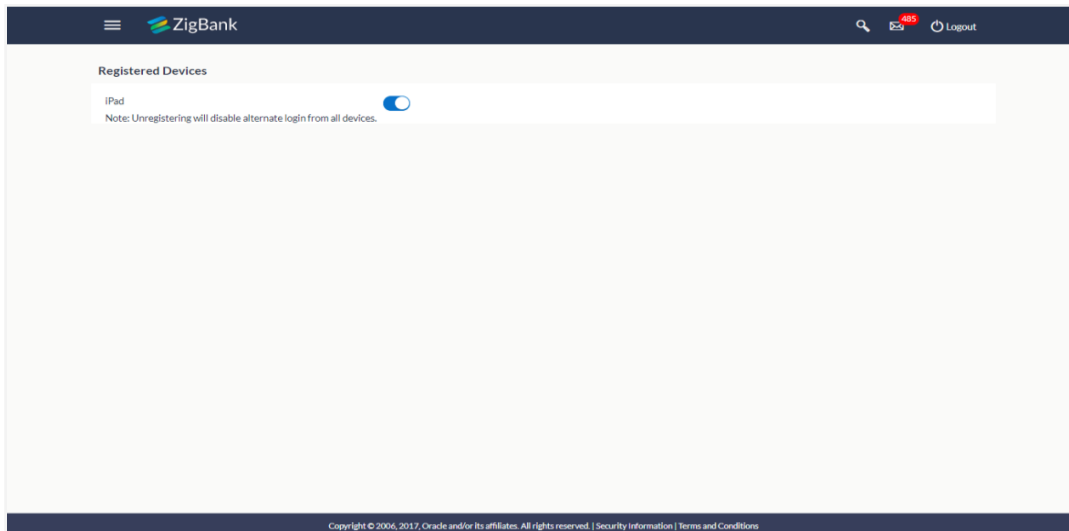 ZigBank
485
Logout
Registered Devices
iPad
Note: Unregistering will disable alternate login from all devices.
Copyright © 2006, 2017, Oracle and/or its affiliates. All rights reserved. | Security Information | Terms and Conditions